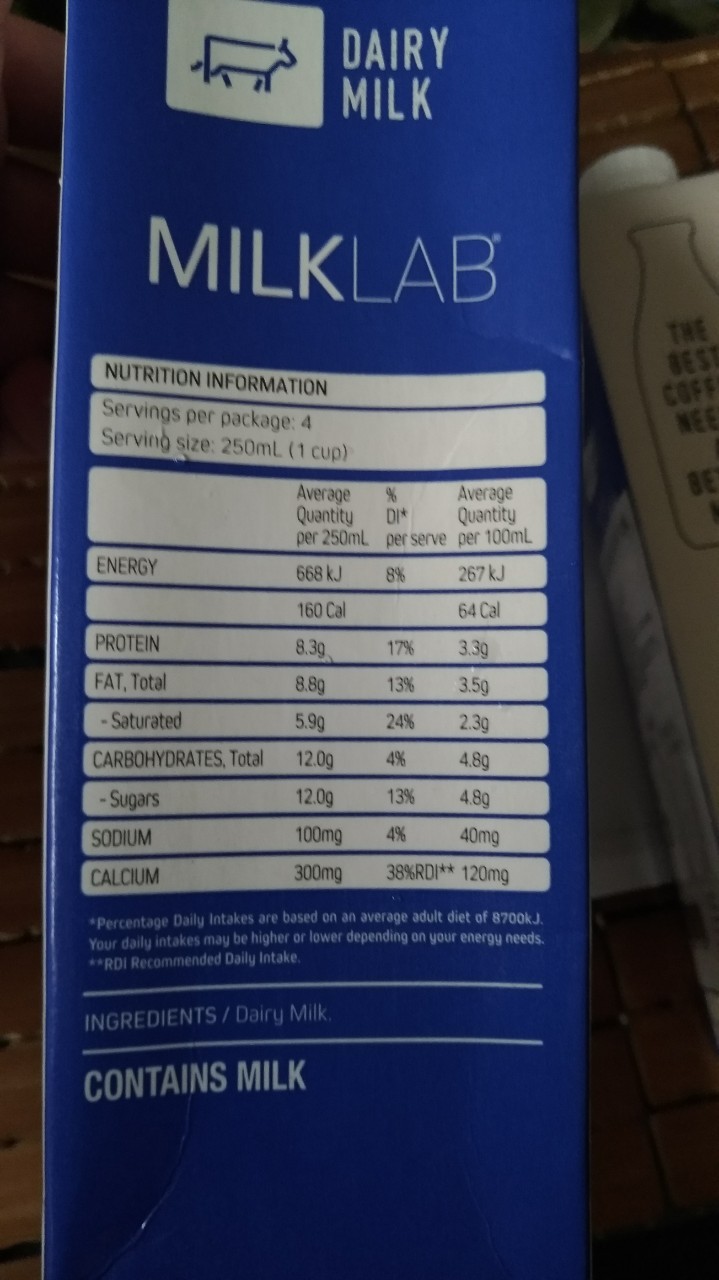 DAIRY
MILK
MILKLAB®
NUTRITION INFORMATION
Servings per package: 4
Serving size: 250mL (1 cup)
Average % Average
Quantity DI* Quantity
per 250mL per serve per 100mL
ENERGY 668 kJ 8% 267 kJ
160 Cal 64 Cal
PROTEIN 8.3g 17% 3.3g
FAT, Total 8.8g 13% 3.5g
- Saturated 5.9g 24% 2.3g
CARBOHYDRATES, Total 12.0g 4% 4.8g
- Sugars 12.0g 13% 4.8g
SODIUM 100mg 4% 40mg
CALCIUM 300mg 38%RDI** 120mg
*Percentage Daily Intakes are based on an average adult diet of 8700kJ.
Your daily intakes may be higher or lower depending on your energy needs.
**RDI Recommended Daily Intake.
INGREDIENTS / Dairy Milk.
CONTAINS MILK
THE
BEST